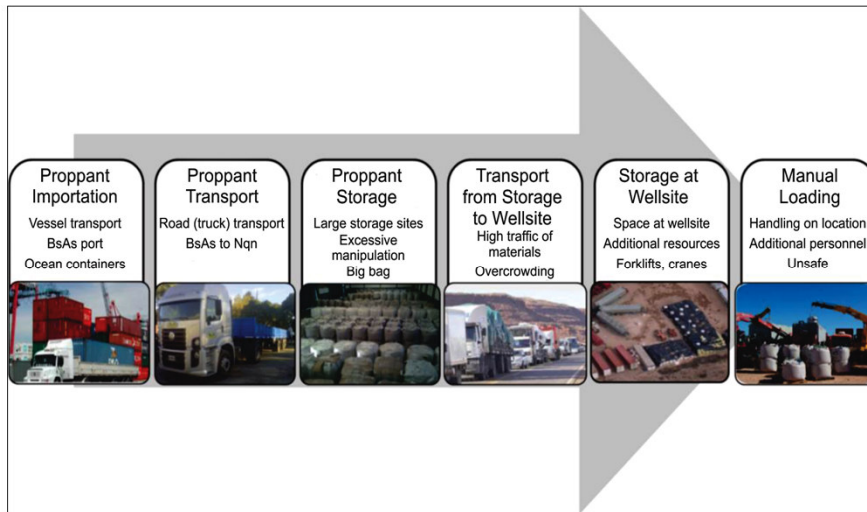 Proppant
Importation
Vessel transport
BsAs port
Ocean containers
Proppant
Transport
Road (truck) transport
BsAs to Nqn
Proppant
Storage
Large storage sites
Excessive
manipulation
Big bag
Transport
from Storage
to Wellsite
High traffic of
materials
Overcrowding
Storage at
Wellsite
Space at wellsite
Additional resources
Forklifts, cranes
Manual
Loading
Handling on location
Additional personnel
Unsafe